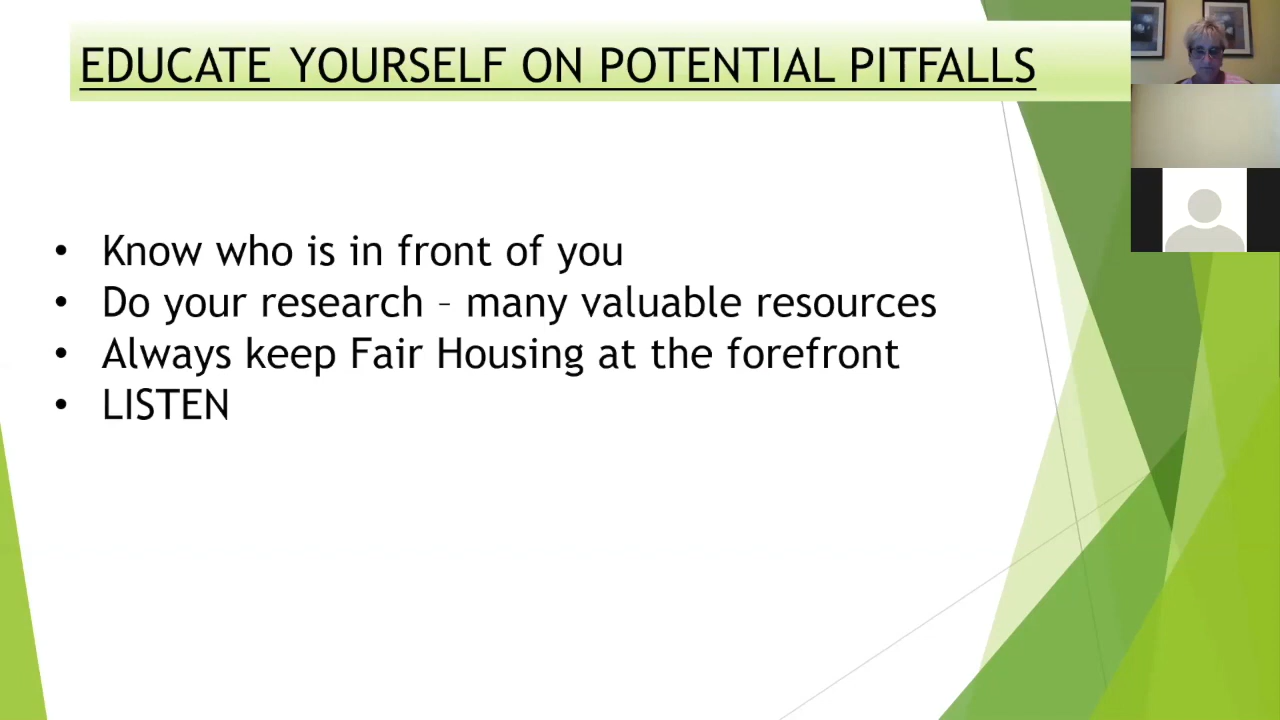 EDUCATE YOURSELF ON POTENTIAL PITFALLS
• Know who is in front of you
• Do your research – many valuable resources
• Always keep Fair Housing at the forefront
• LISTEN